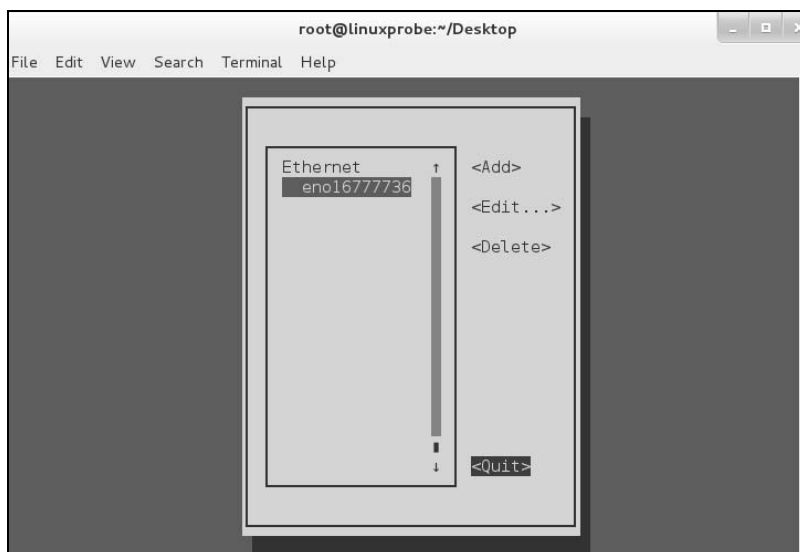 root@linuxprobe:~/Desktop
File Edit View Search Terminal Help
Ethernet
eno16777736
<Add>
<Edit...>
<Delete>
<Quit>